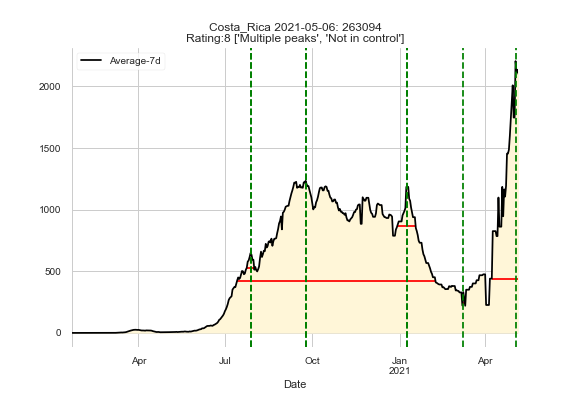 Costa_Rica 2021-05-06: 263094
Rating:8 ['Multiple peaks', 'Not in control']
Average-7d
2000
1500
1000
500
0
Apr
Jul
Oct
Jan
2021
Apr
Date